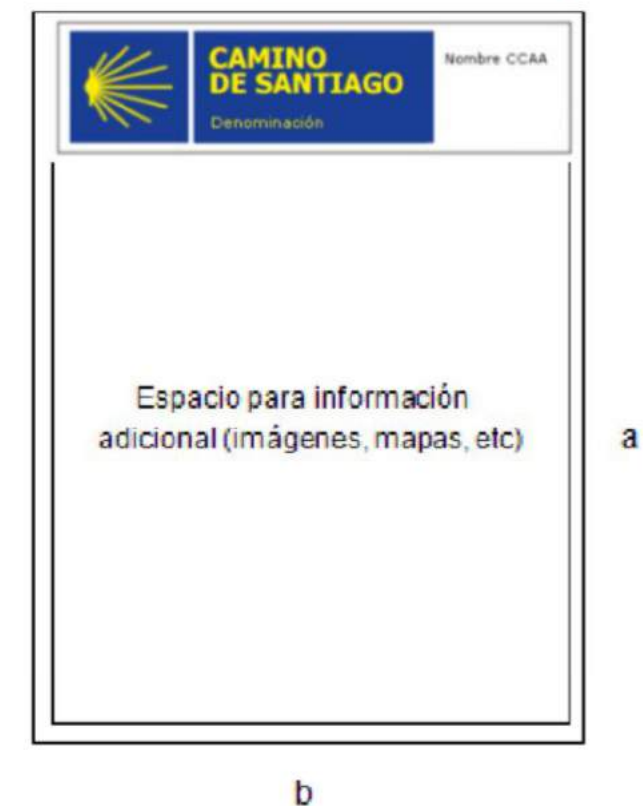 CAMINO
DE SANTIAGO
Denominación
Nombre CCAA
Espacio para información
adicional (imágenes, mapas, etc)
a
b